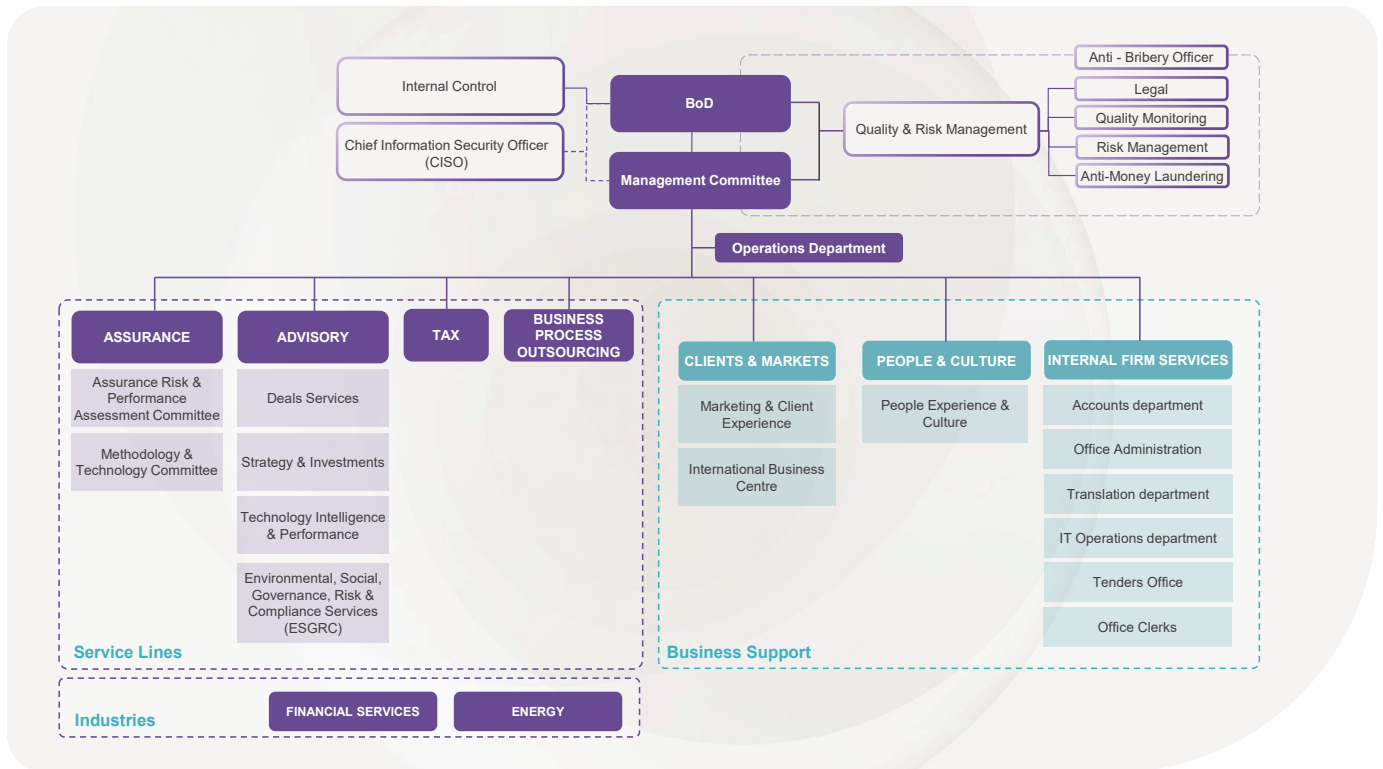 Internal Control
Chief Information Security Officer
(CISO)
BoD
Management Committee
Quality & Risk Management
Anti - Bribery Officer
Legal
Quality Monitoring
Risk Management
Anti-Money Laundering
Operations Department
ASSURANCE
Assurance Risk &
Performance
Assessment Committee
Methodology &
Technology Committee
ADVISORY
Deals Services
Strategy & Investments
Technology Intelligence
& Performance
Environmental, Social,
Governance, Risk &
Compliance Services
(ESGRC)
TAX
BUSINESS
PROCESS
OUTSOURCING
Service Lines
CLIENTS & MARKETS
Marketing & Client
Experience
International Business
Centre
PEOPLE & CULTURE
People Experience &
Culture
INTERNAL FIRM SERVICES
Accounts department
Office Administration
Translation department
IT Operations department
Tenders Office
Office Clerks
Business Support
Industries
FINANCIAL SERVICES
ENERGY